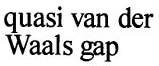 quasi van der
Waals gap